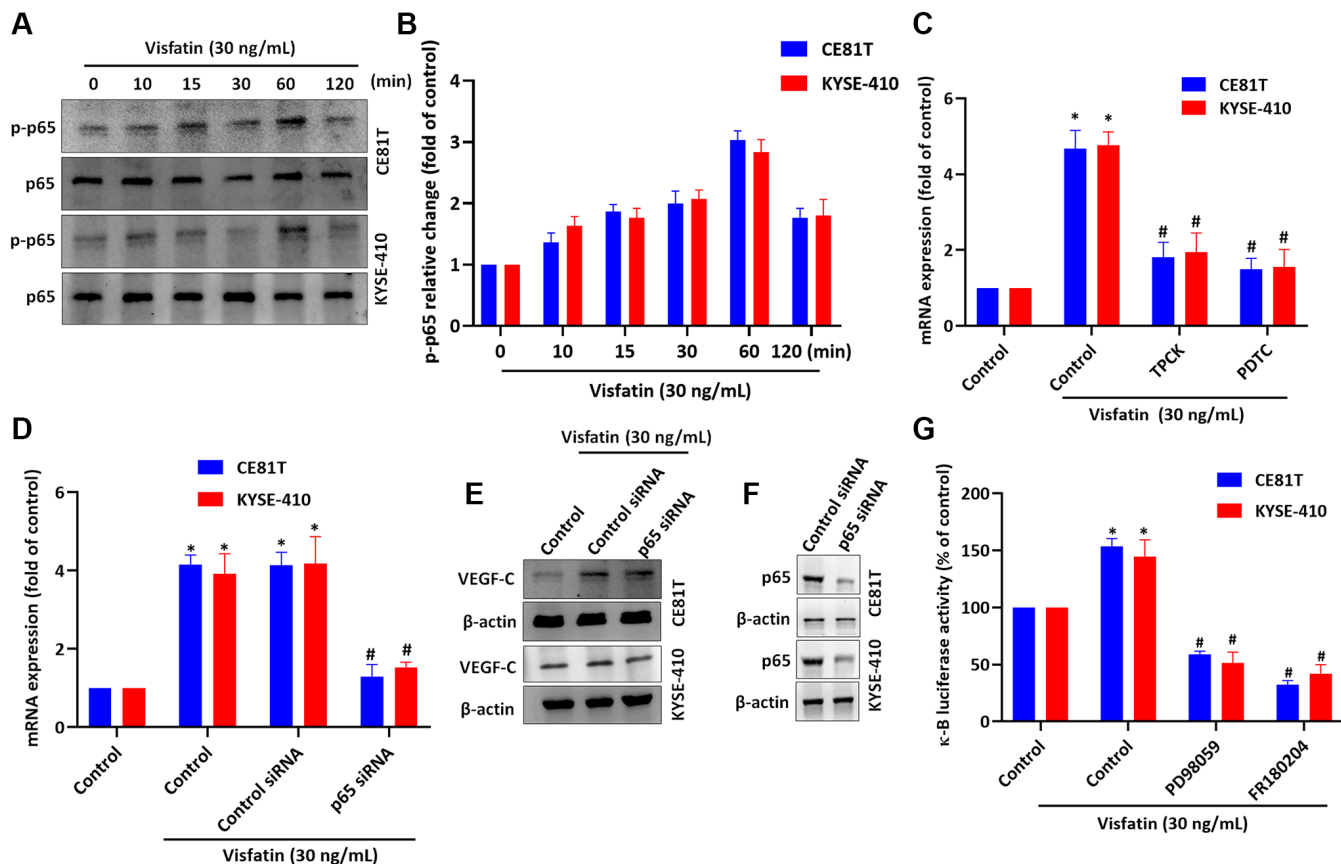 A
Visfatin (30 ng/mL)
0 10 15 30 60 120 (min)
p-p65
p65
CE81T
p-p65
p65
KYSE-410
B
CE81T
KYSE-410
p-p65 relative change (fold of control)
4
3
2
1
0
0 10 15 30 60 120 (min)
Visfatin (30 ng/mL)
C
CE81T
KYSE-410
mRNA expression (fold of control)
6
4
2
0
* *
# #
# #
Control Control TPCK PDTC
Visfatin (30 ng/mL)
D
CE81T
KYSE-410
mRNA expression (fold of control)
6
4
2
0
* *
* *
# #
Control Control Control siRNA p65 siRNA
Visfatin (30 ng/mL)
E
Visfatin (30 ng/mL)
Control Control siRNA p65 siRNA
VEGF-C
β-actin
CE81T
VEGF-C
β-actin
KYSE-410
F
Control siRNA p65 siRNA
p65
β-actin
CE81T
p65
β-actin
KYSE-410
G
CE81T
KYSE-410
κ-B luciferase activity (% of control)
200
150
100
50
0
* *
# #
# #
Control Control PD98059 FR180204
Visfatin (30 ng/mL)